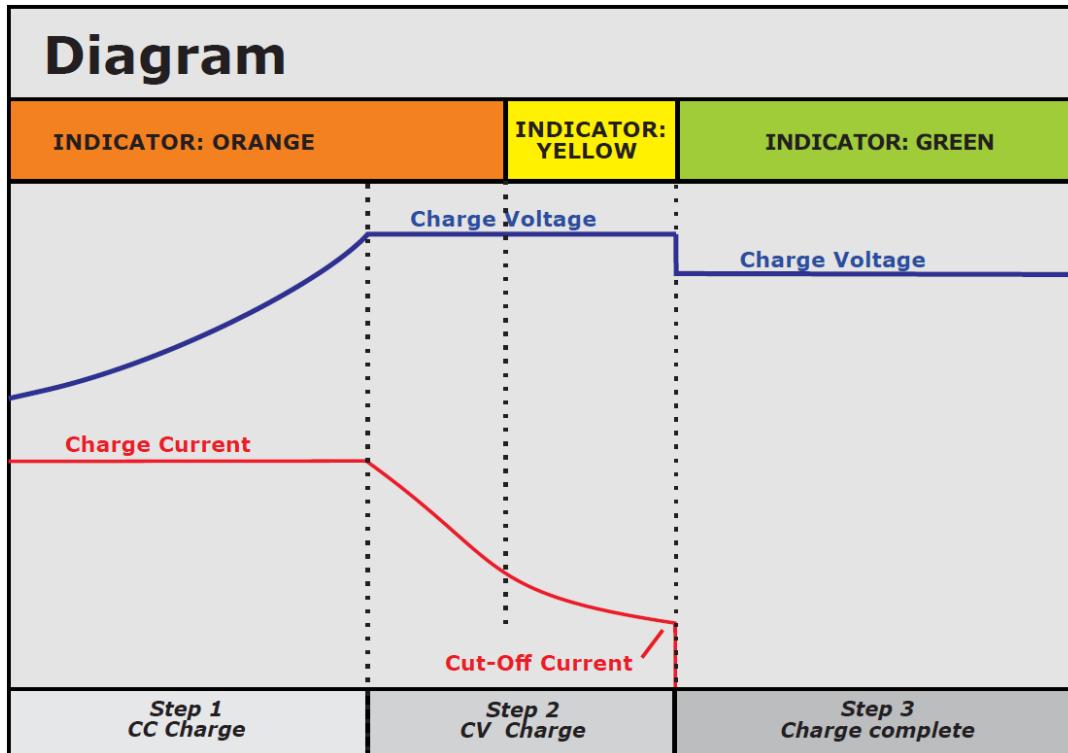 Diagram
INDICATOR: ORANGE
INDICATOR:
YELLOW
INDICATOR: GREEN
Charge Voltage
Charge Voltage
Charge Current
Cut-Off Current
Step 1
CC Charge
Step 2
CV Charge
Step 3
Charge complete